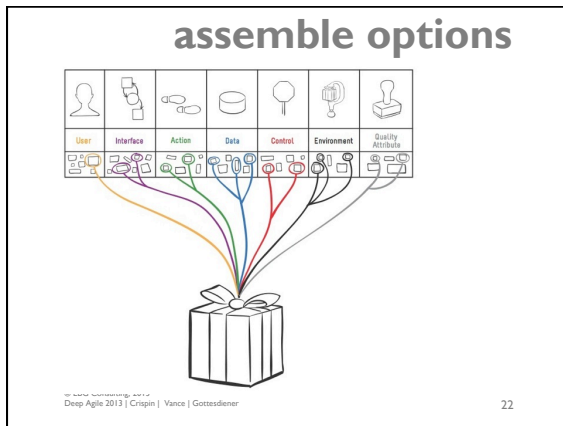 assemble options
User Interface Action Data Control Environment Quality
Attribute
Deep Agile 2013 | Crispin | Vance | Gottesdiener
22